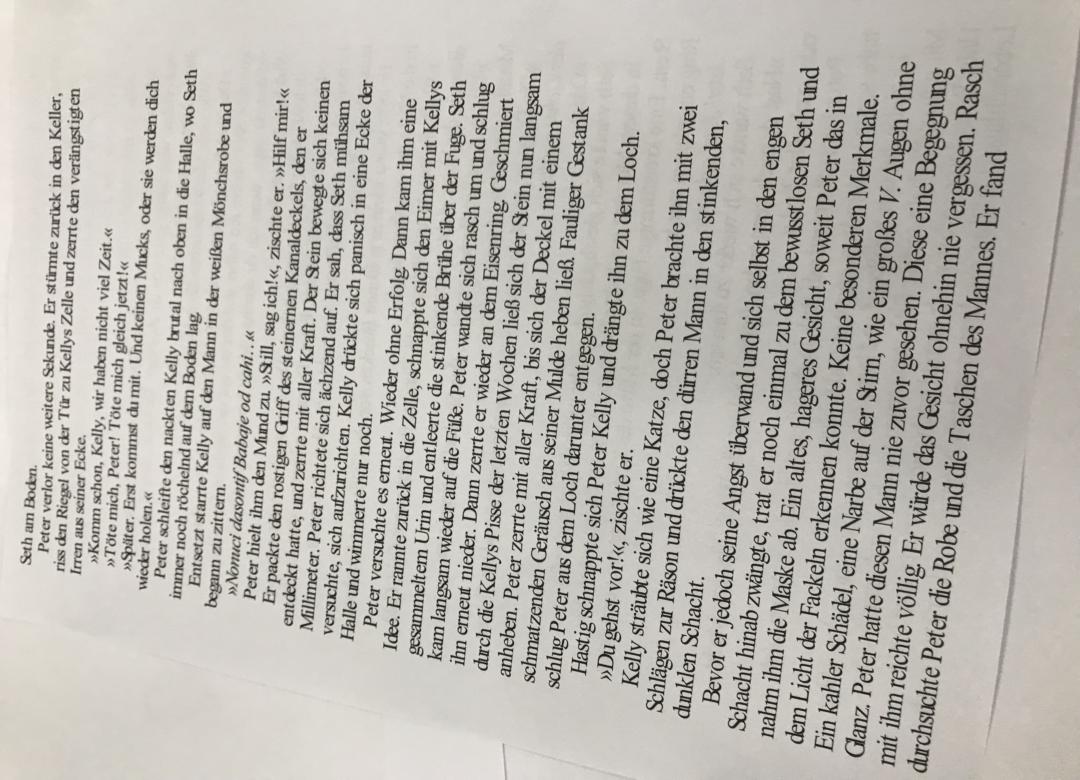 Seth am Boden.
Peter verlor keine weitere Sekunde. Er stürmte zurück in den Keller,
riss den Riegel von der Tür zu Kellys Zelle und zerrte den verängstigten
Irren aus seiner Ecke.
»Komm schon, Kelly, wir haben nicht viel Zeit.«
»Töte mich, Peter! Töte mich gleich jetzt!«
»Später. Erst kommst du mit. Und keinen Mucks, oder sie werden dich
wieder holen.«
Peter schleifte den nackten Kelly brutal nach oben in die Halle, wo Seth
immer noch röchelnd auf dem Boden lag.
Entsetzt starrte Kelly auf den Mann in der weißen Mönchsrobe und
begann zu zittern.
»Nomuci dasomtif Bahaje od cahii...«
Peter hielt ihm den Mund zu. »Still, sag ich!«, zischte er. »Hilf mir!«
Er packte den rostigen Griff des steinernen Kanaldeckels, den er
entdeckt hatte, und zerrte mit aller Kraft. Der Stein bewegte sich keinen
Millimeter. Peter richtete sich ächzend auf. Er sah, dass Seth mühsam
versuchte, sich aufzurichten. Kelly drückte sich panisch in eine Ecke der
Halle und wimmerte nur noch.
Peter versuchte es erneut. Wieder ohne Erfolg. Dann kam ihm eine
Idee. Er rannte zurück in die Zelle, schnappte sich den Eimer mit Kellys
gesammeltem Urin und entleerte die stinkende Brühe über der Fuge. Seth
kam langsam wieder auf die Füße. Peter wandte sich rasch um und schlug
ihn erneut nieder. Dann zerrte er wieder an dem Eisenring. Geschmiert
durch die Kellys Pisse der letzten Wochen ließ sich der Stein nun langsam
anheben. Peter zerrte mit aller Kraft, bis sich der Deckel mit einem
schmatzenden Geräusch aus seiner Mulde heben ließ. Fauliger Gestank
schlug Peter aus dem Loch darunter entgegen.
Hastig schnappte sich Peter Kelly und drängte ihn zu dem Loch.
»Du gehst vor!«, zischte er.
Kelly sträubte sich wie eine Katze, doch Peter brachte ihn mit zwei
Schlägen zur Räson und drückte den dürren Mann in den stinkenden,
dunklen Schacht.
Bevor er jedoch seine Angst überwand und sich selbst in den engen
Schacht hinab zwängte, trat er noch einmal zu dem bewusstlosen Seth und
nahm ihm die Maske ab. Ein altes, hageres Gesicht, soweit Peter das in
dem Licht der Fackeln erkennen konnte. Keine besonderen Merkmale.
Ein kahler Schädel, eine Narbe auf der Stirn, wie ein großes V. Augen ohne
Glanz. Peter hatte diesen Mann nie zuvor gesehen. Diese eine Begegnung
mit ihm reichte völlig. Er würde das Gesicht ohnehin nie vergessen. Rasch
durchsuchte Peter die Robe und die Taschen des Mannes. Er fand